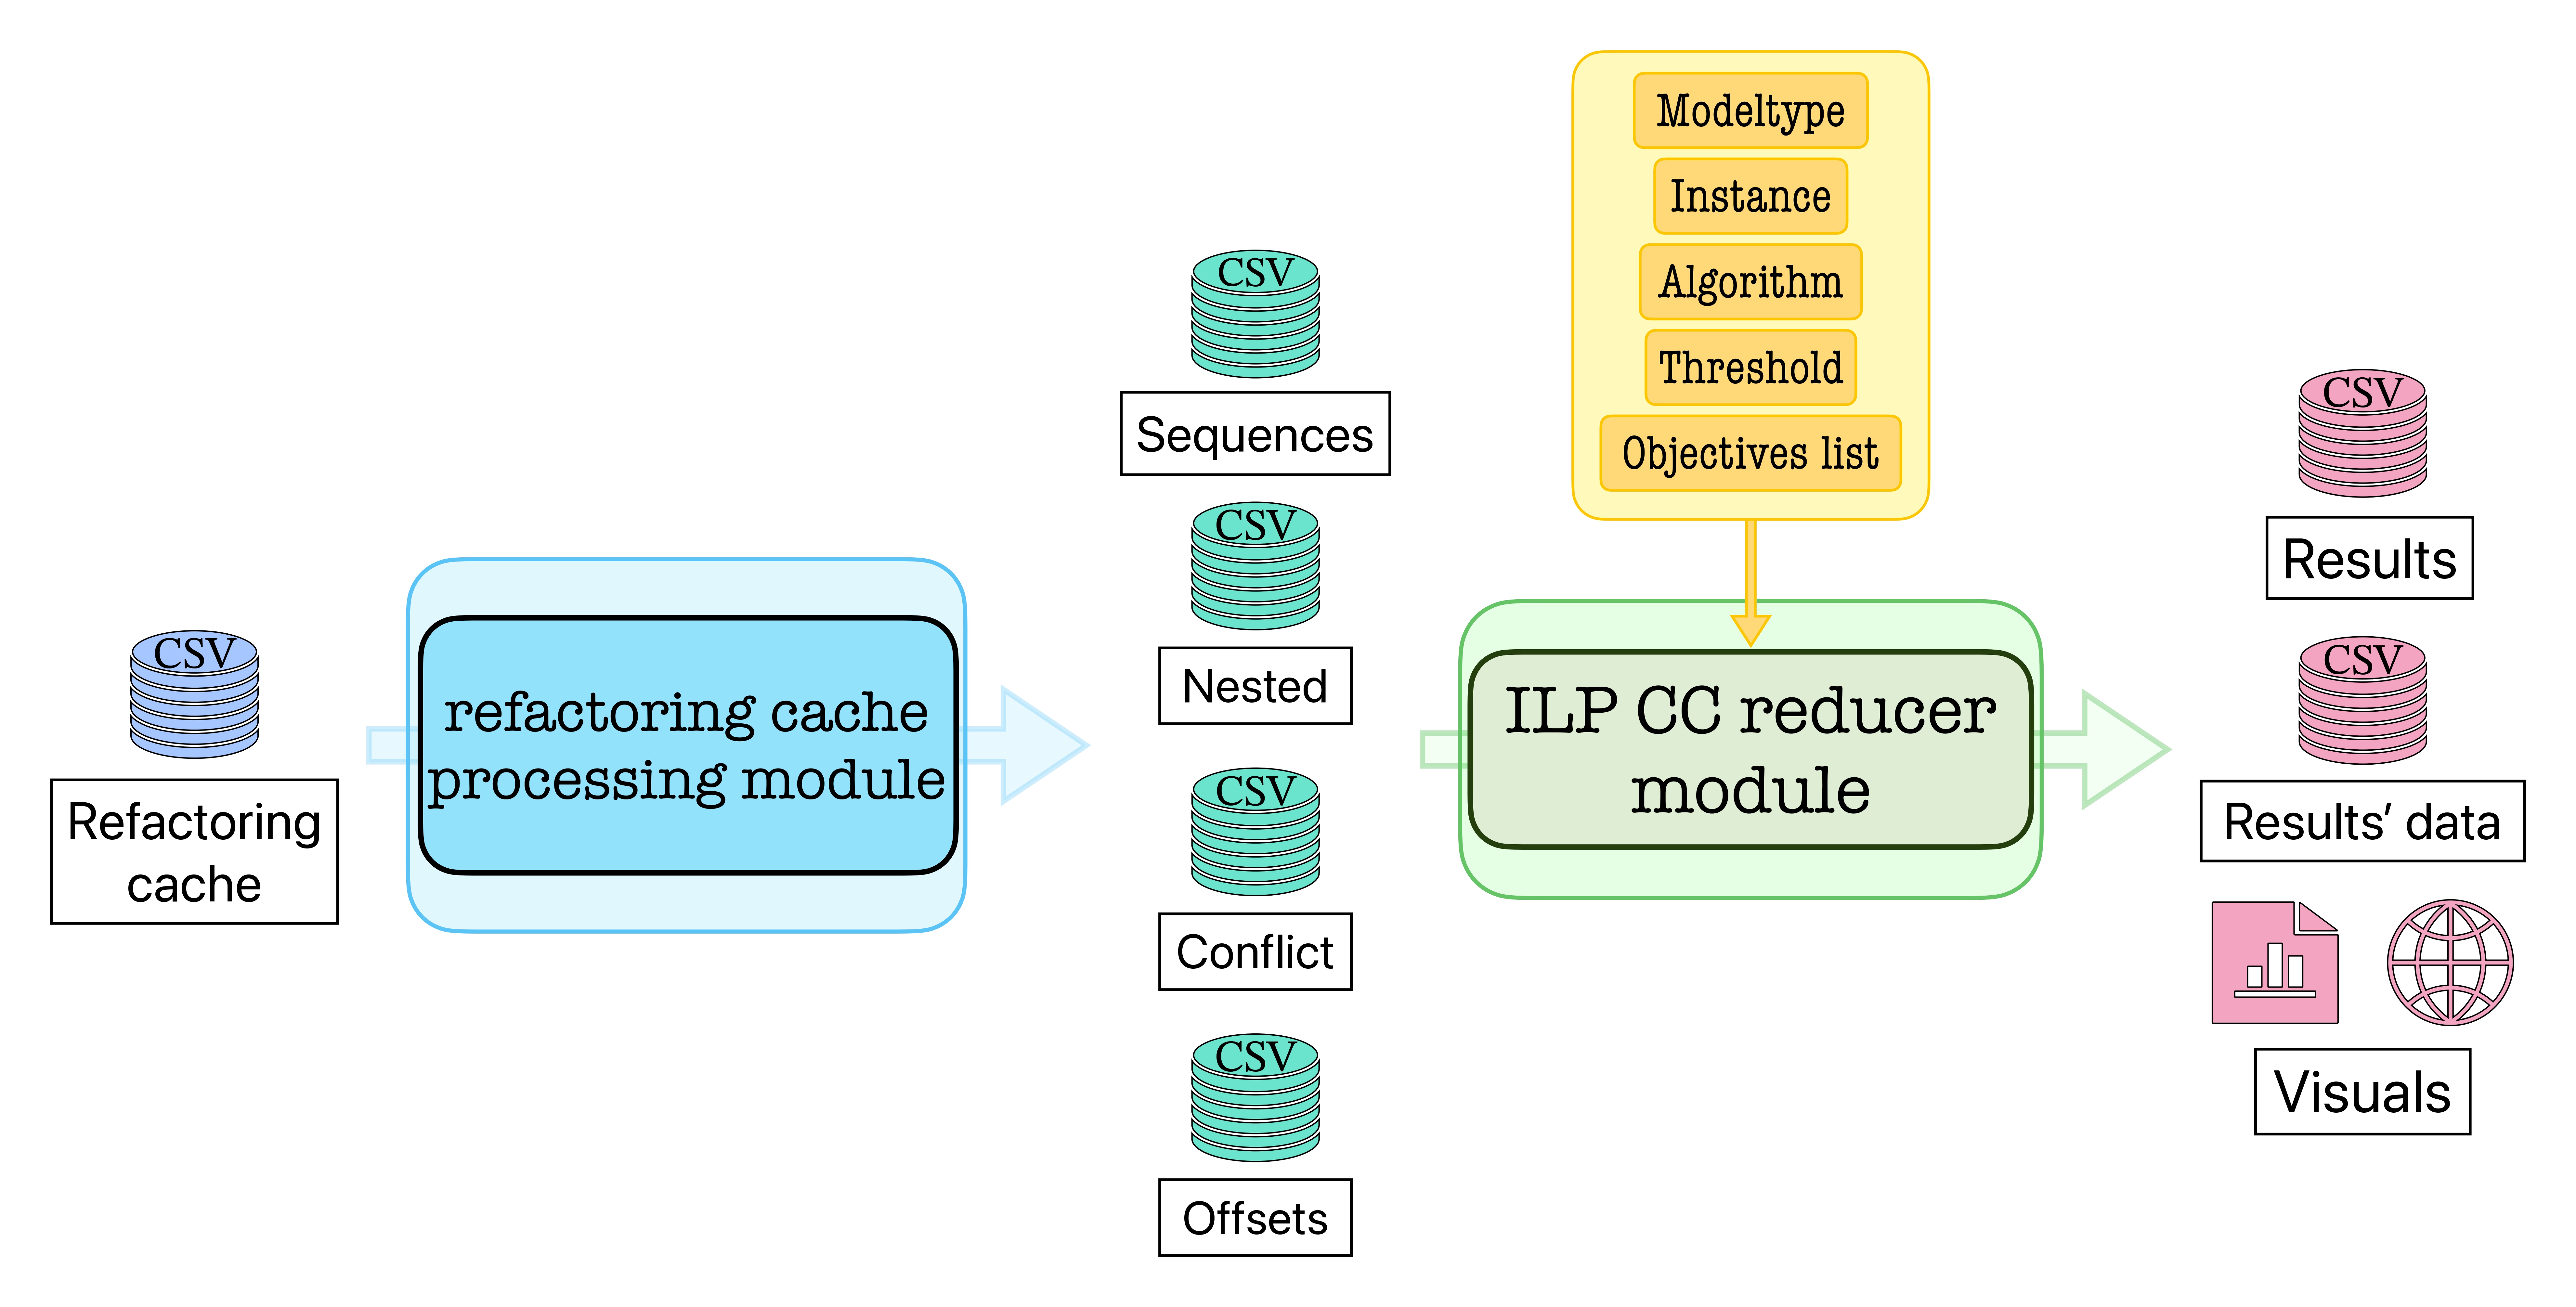 CSV
Refactoring
cache
refactoring cache
processing module
CSV
Sequences
CSV
Nested
CSV
Conflict
CSV
Offsets
Modeltype
Instance
Algorithm
Threshold
Objectives list
ILP CC reducer
module
CSV
Results
CSV
Results’ data
Visuals